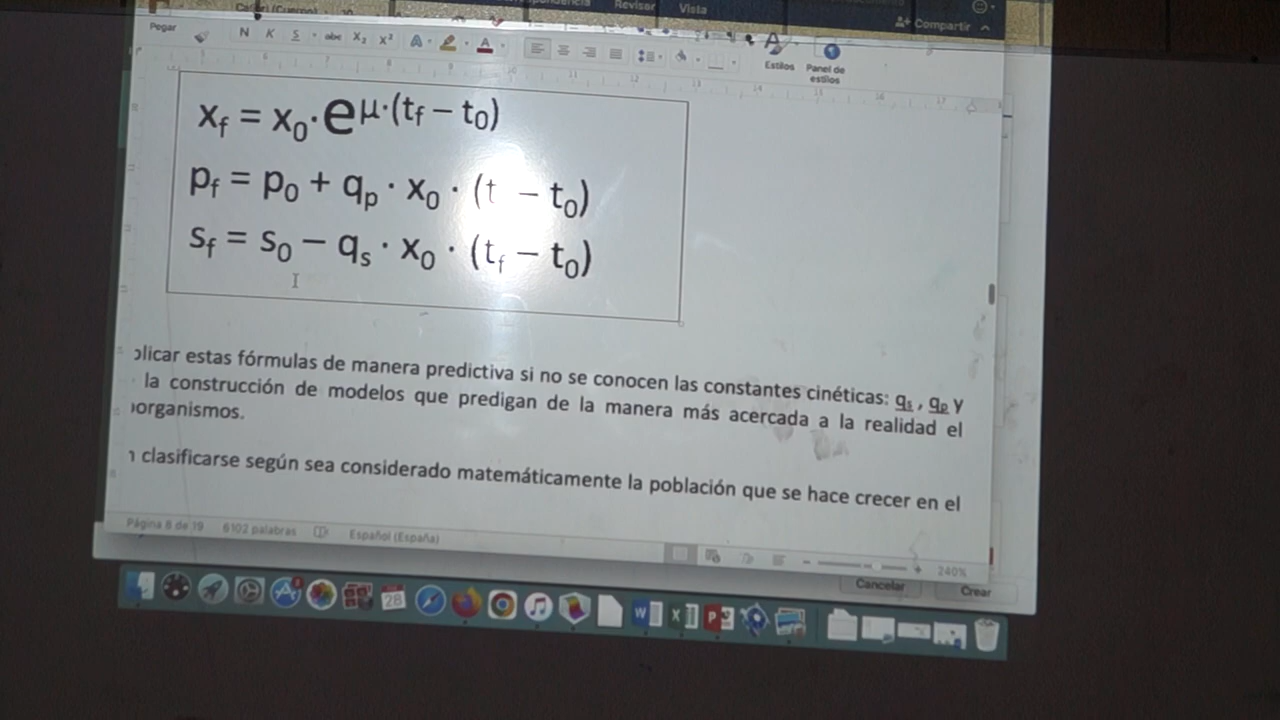 Revisar Vista
Compartir
Pegar
N K S abc X₂ X² A A
Estilos Panel de estilos
x_f = x_0·e^μ·(t_f – t_0)
p_f = p_0 + q_p · x_0 · (t – t_0)
s_f = s_0 – q_s · x_0 · (t_f – t_0)
estas fórmulas de manera predictiva si no se conocen las constantes cinéticas: q_s , q_p y
la construcción de modelos que predigan de la manera más acercada a la realidad el
clasificarse según sea considerado matemáticamente la población que se hace crecer en el
Página 8 de 19 6102 palabras Español (España)
240%
Cancelar Crear
28
W X P